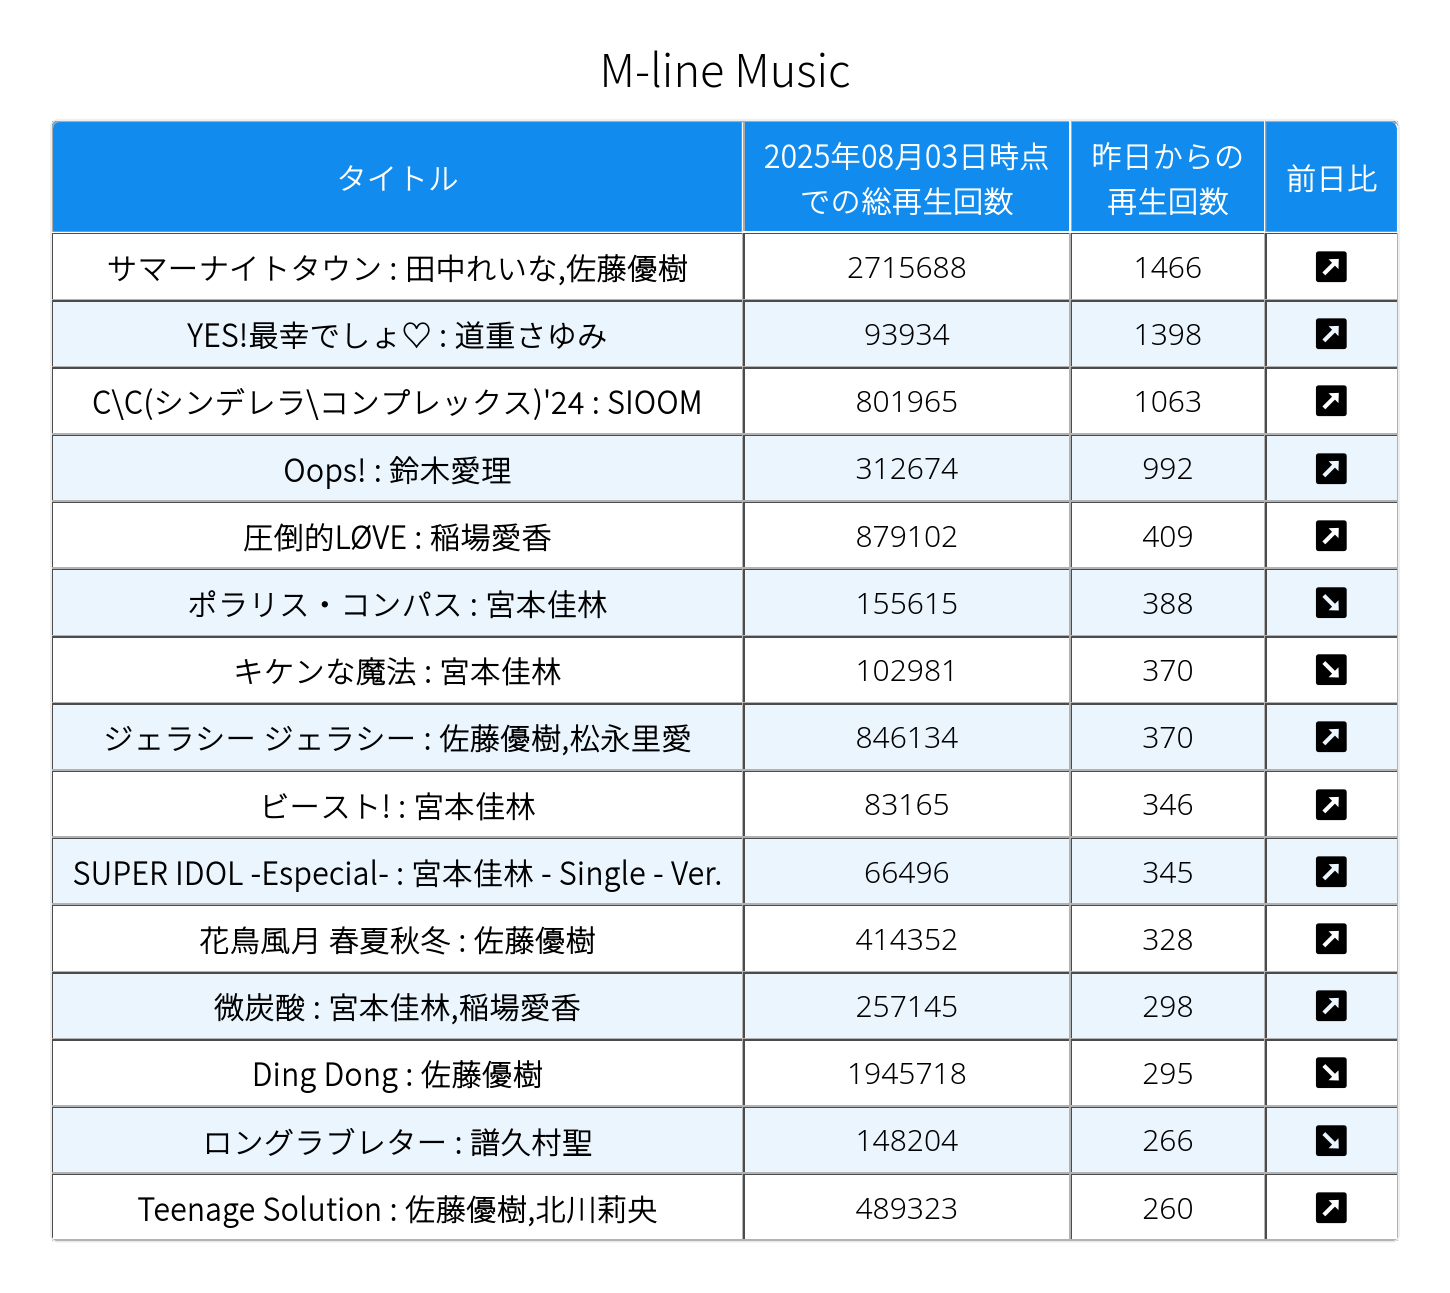 M-line Music
タイトル 2025年08月03日時点 昨日からの 前日比
での総再生回数 再生回数
サマーナイトタウン : 田中れいな,佐藤優樹 2715688 1466
YES!最幸でしょ♡ : 道重さゆみ 93934 1398
C\C(シンデレラ\コンプレックス)'24 : SIOOM 801965 1063
Oops! : 鈴木愛理 312674 992
圧倒的LØVE : 稲場愛香 879102 409
ポラリス・コンパス : 宮本佳林 155615 388
キケンな魔法 : 宮本佳林 102981 370
ジェラシー ジェラシー : 佐藤優樹,松永里愛 846134 370
ビースト! : 宮本佳林 83165 346
SUPER IDOL -Especial- : 宮本佳林 - Single - Ver. 66496 345
花鳥風月 春夏秋冬 : 佐藤優樹 414352 328
微炭酸 : 宮本佳林,稲場愛香 257145 298
Ding Dong : 佐藤優樹 1945718 295
ロングラブレター : 譜久村聖 148204 266
Teenage Solution : 佐藤優樹,北川莉央 489323 260